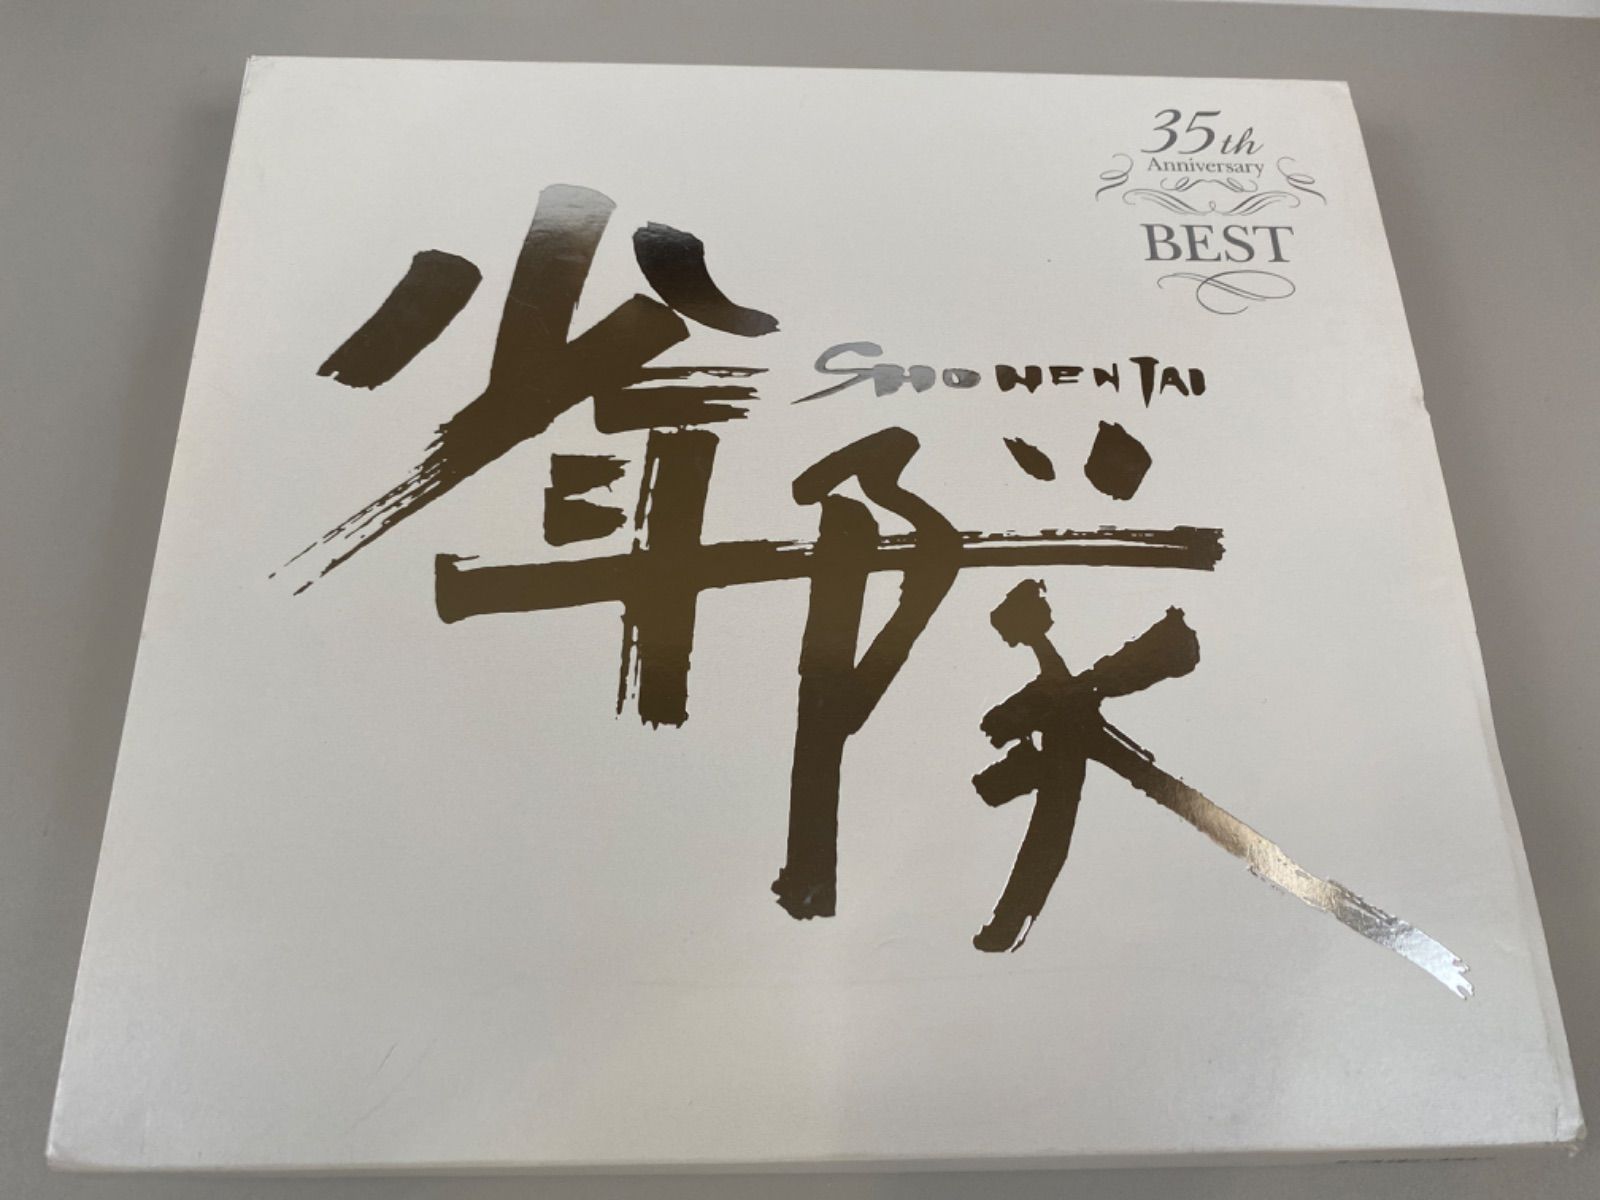 35th
Anniversary
BEST
SHONENTAI
少年隊